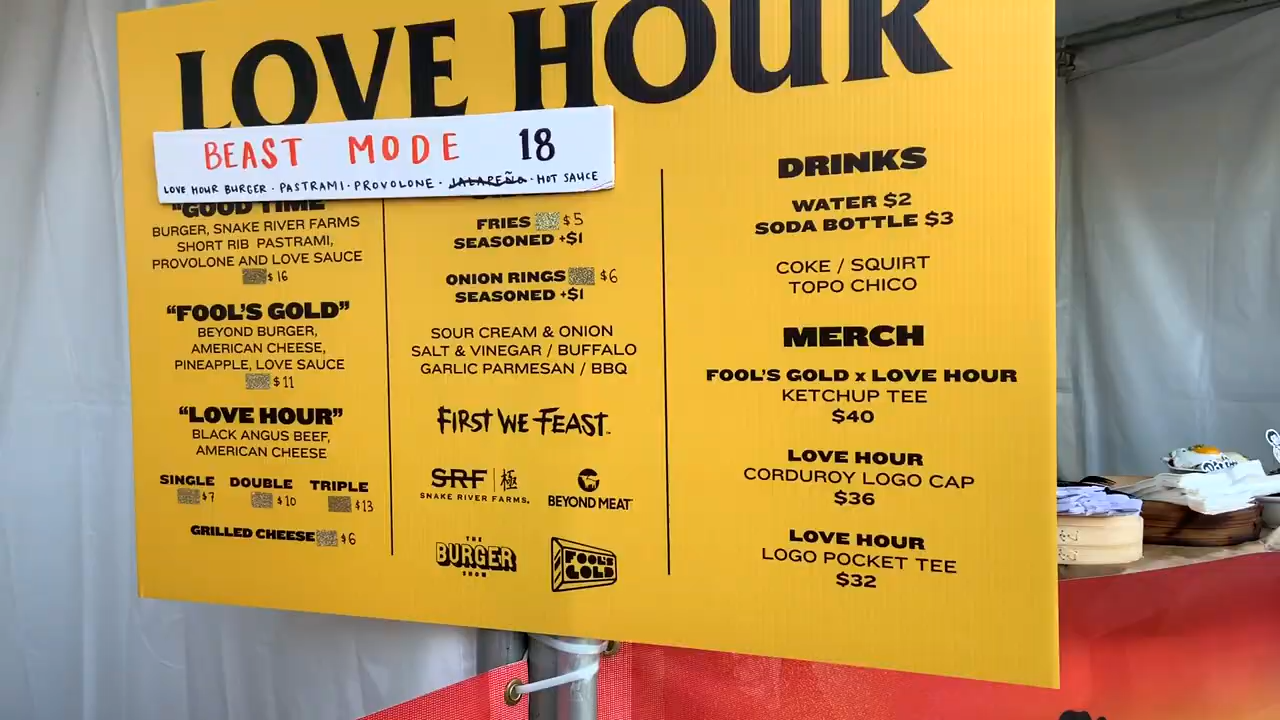 LOVE HOUR
BEAST MODE 18
LOVE HOUR BURGER · PASTRAMI · PROVOLONE · JALAPEÑO · HOT SAUCE
"GOOD TIME"
BURGER, SNAKE RIVER FARMS
SHORT RIB PASTRAMI,
PROVOLONE AND LOVE SAUCE
$16
"FOOL'S GOLD"
BEYOND BURGER,
AMERICAN CHEESE,
PINEAPPLE, LOVE SAUCE
$11
"LOVE HOUR"
BLACK ANGUS BEEF,
AMERICAN CHEESE
SINGLE DOUBLE TRIPLE
$7 $10 $13
GRILLED CHEESE $6
FRIES $5
SEASONED +$1
ONION RINGS $6
SEASONED +$1
SOUR CREAM & ONION
SALT & VINEGAR / BUFFALO
GARLIC PARMESAN / BBQ
FIRST WE FEAST
SRF 極
SNAKE RIVER FARMS.
BEYOND MEAT
THE
BURGER
SHOW
FOOL'S
GOLD
DRINKS
WATER $2
SODA BOTTLE $3
COKE / SQUIRT
TOPO CHICO
MERCH
FOOL'S GOLD x LOVE HOUR
KETCHUP TEE
$40
LOVE HOUR
CORDUROY LOGO CAP
$36
LOVE HOUR
LOGO POCKET TEE
$32